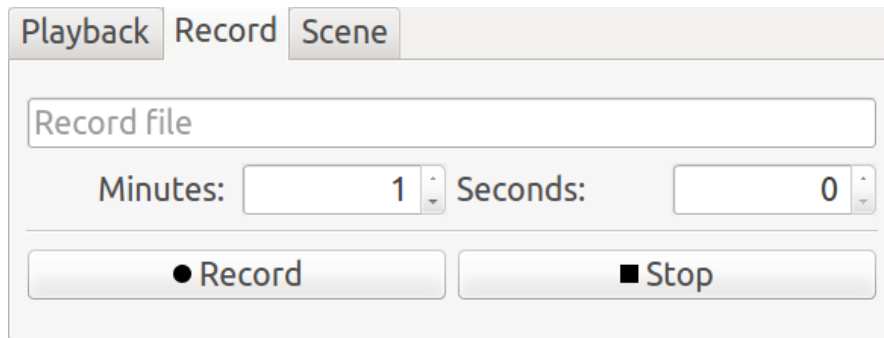 Playback Record Scene
Record file
Minutes: 1 Seconds: 0
Record Stop